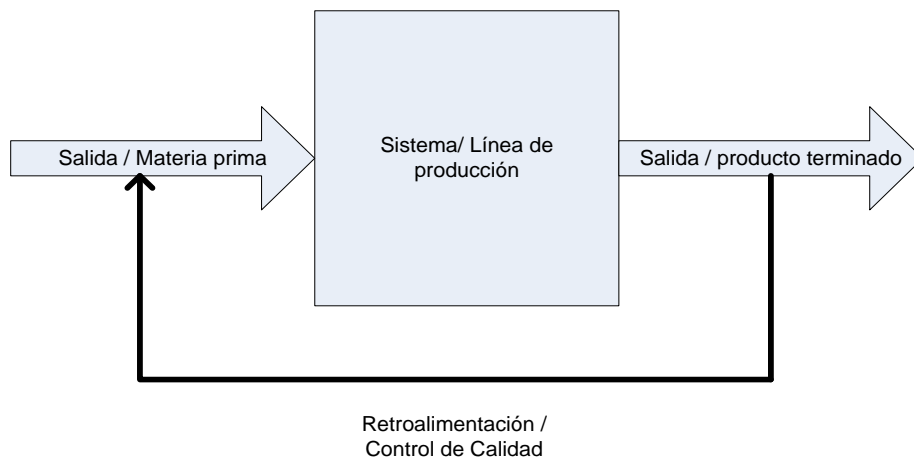 Salida / Materia prima
Sistema/ Línea de
producción
Salida / producto terminado
Retroalimentación /
Control de Calidad